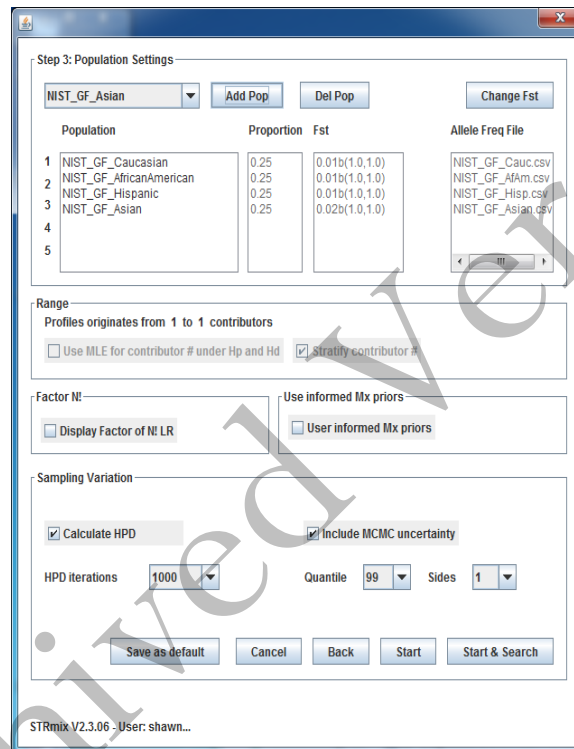 Step 3: Population Settings
NIST_GF_Asian Add Pop Del Pop Change Fst
Population Proportion Fst Allele Freq File
1 NIST_GF_Caucasian 0.25 0.01b(1.0,1.0) NIST_GF_Cauc.csv
2 NIST_GF_AfricanAmerican 0.25 0.01b(1.0,1.0) NIST_GF_AfAm.csv
3 NIST_GF_Hispanic 0.25 0.01b(1.0,1.0) NIST_GF_Hisp.csv
4 NIST_GF_Asian 0.25 0.02b(1.0,1.0) NIST_GF_Asian.csv
5
Range
Profiles originates from 1 to 1 contributors
Use MLE for contributor # under Hp and Hd Stratify contributor #
Factor N! Use informed Mx priors
Display Factor of N! LR User informed Mx priors
Sampling Variation
Calculate HPD Include MCMC uncertainty
HPD iterations 1000 Quantile 99 Sides 1
Save as default Cancel Back Start Start & Search
STRmix V2.3.06 - User: shawn...
hived Ver